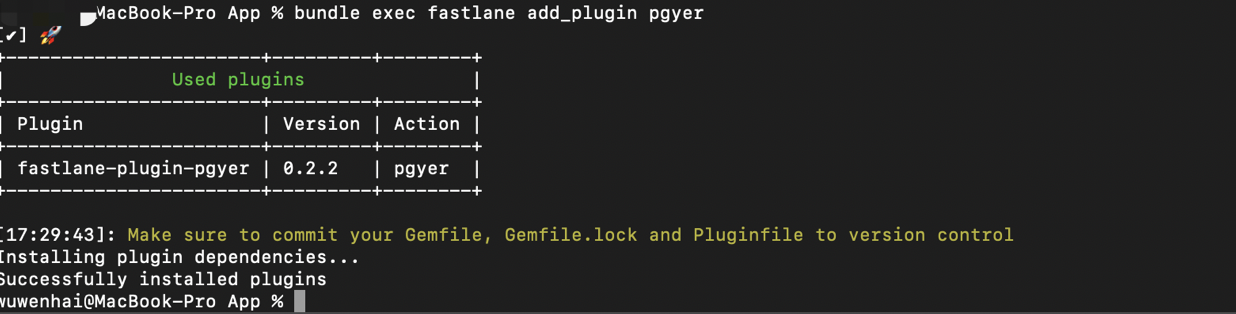 MacBook-Pro App % bundle exec fastlane add_plugin pgyer
[✔] 🚀
+-----------------------+---------+--------+
| Used plugins |
+-----------------------+---------+--------+
| Plugin | Version | Action |
+-----------------------+---------+--------+
| fastlane-plugin-pgyer | 0.2.2 | pgyer |
+-----------------------+---------+--------+
[17:29:43]: Make sure to commit your Gemfile, Gemfile.lock and Pluginfile to version control
Installing plugin dependencies...
Successfully installed plugins
wuwenhai@MacBook-Pro App %